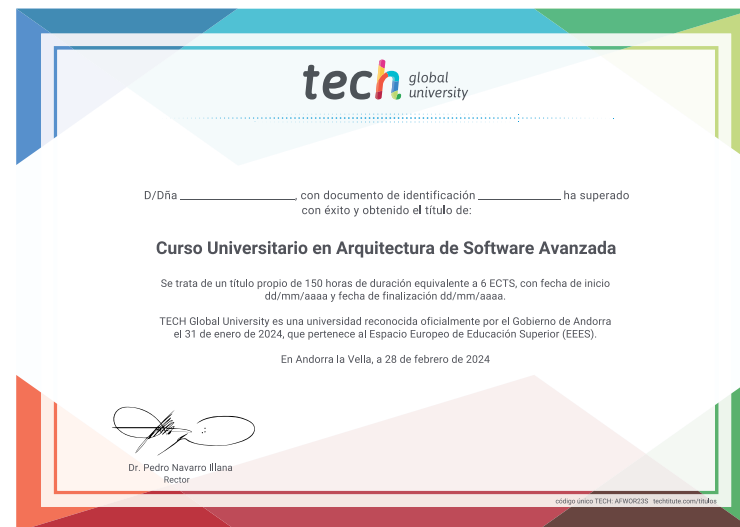 tech global university
D/Dña ____________, con documento de identificación ____________ ha superado
con éxito y obtenido el título de:
Curso Universitario en Arquitectura de Software Avanzada
Se trata de un título propio de 150 horas de duración equivalente a 6 ECTS, con fecha de inicio
dd/mm/aaaa y fecha de finalización dd/mm/aaaa.
TECH Global University es una universidad reconocida oficialmente por el Gobierno de Andorra
el 31 de enero de 2024, que pertenece al Espacio Europeo de Educación Superior (EEES).
En Andorra la Vella, a 28 de febrero de 2024
Dr. Pedro Navarro Illana
Rector
código único TECH: AFWOR23S techtitute.com/titulos